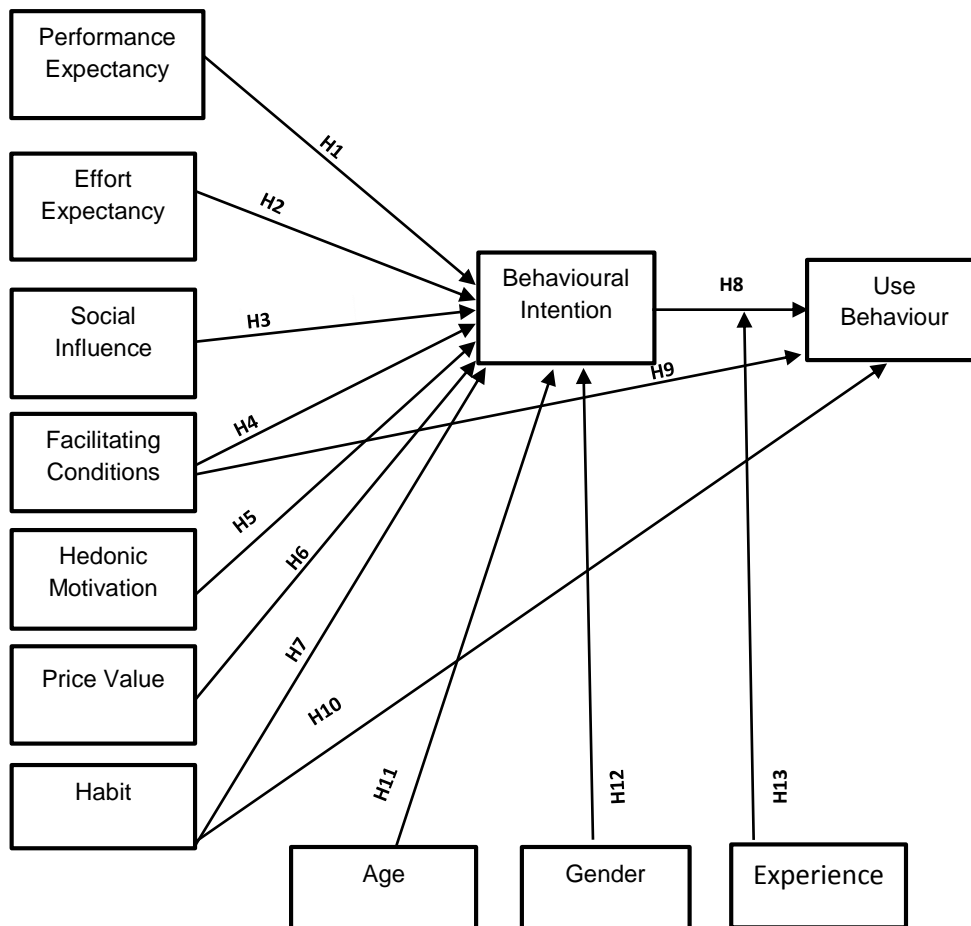 Performance
Expectancy
H1
Effort
Expectancy
H2
Behavioural
Intention
H8
Use
Behaviour
Social
Influence
H3
H9
Facilitating
Conditions
H4
Hedonic
Motivation
H5
H6
Price Value
H7
H10
Habit
H11
H12
H13
Age
Gender
Experience